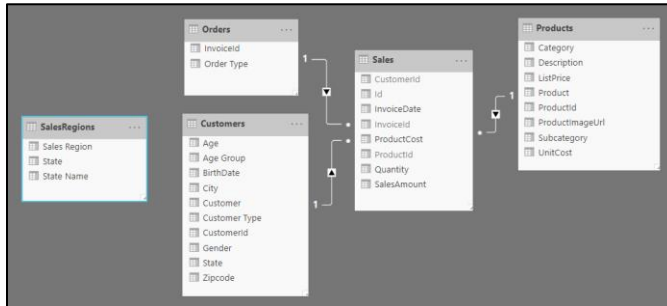 Orders
InvoiceId
Order Type
SalesRegions
Sales Region
State
State Name
Customers
Age
Age Group
BirthDate
City
Customer
Customer Type
CustomerId
Gender
State
Zipcode
1
1
Sales
CustomerId
Id
InvoiceDate
InvoiceId
ProductCost
ProductId
Quantity
SalesAmount
1
Products
Category
Description
ListPrice
Product
ProductId
ProductImageUrl
Subcategory
UnitCost